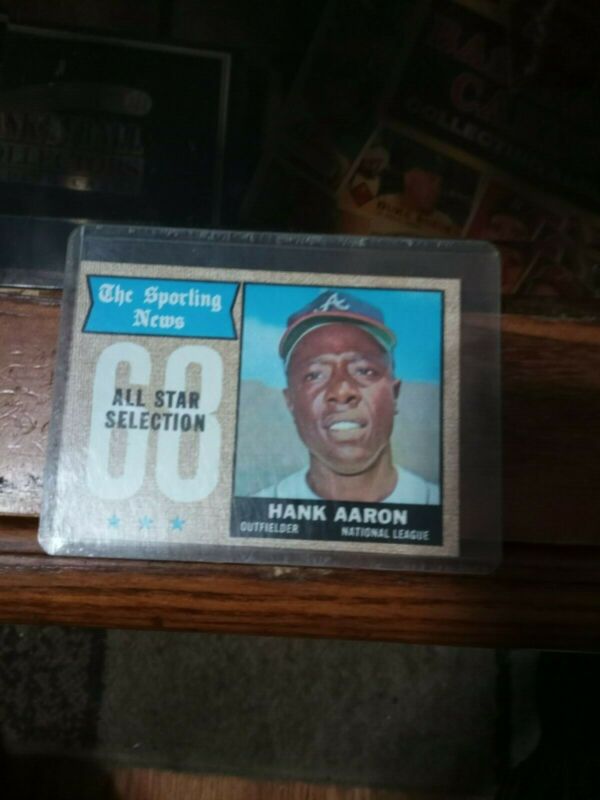 The Sporting
News
68
ALL STAR
SELECTION
A
HANK AARON
OUTFIELDER
NATIONAL LEAGUE